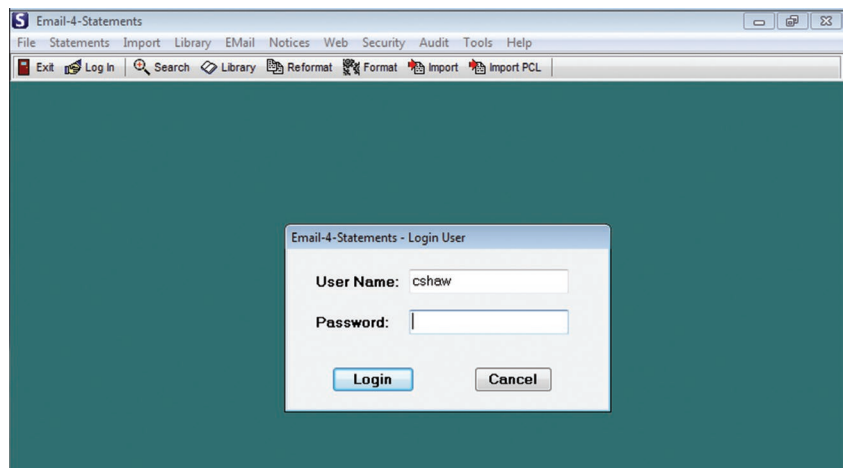 S Email-4-Statements
File Statements Import Library EMail Notices Web Security Audit Tools Help
Exit Log In Search Library Reformat Format Import Import PCL
Email-4-Statements - Login User
User Name: cshaw
Password:
Login Cancel